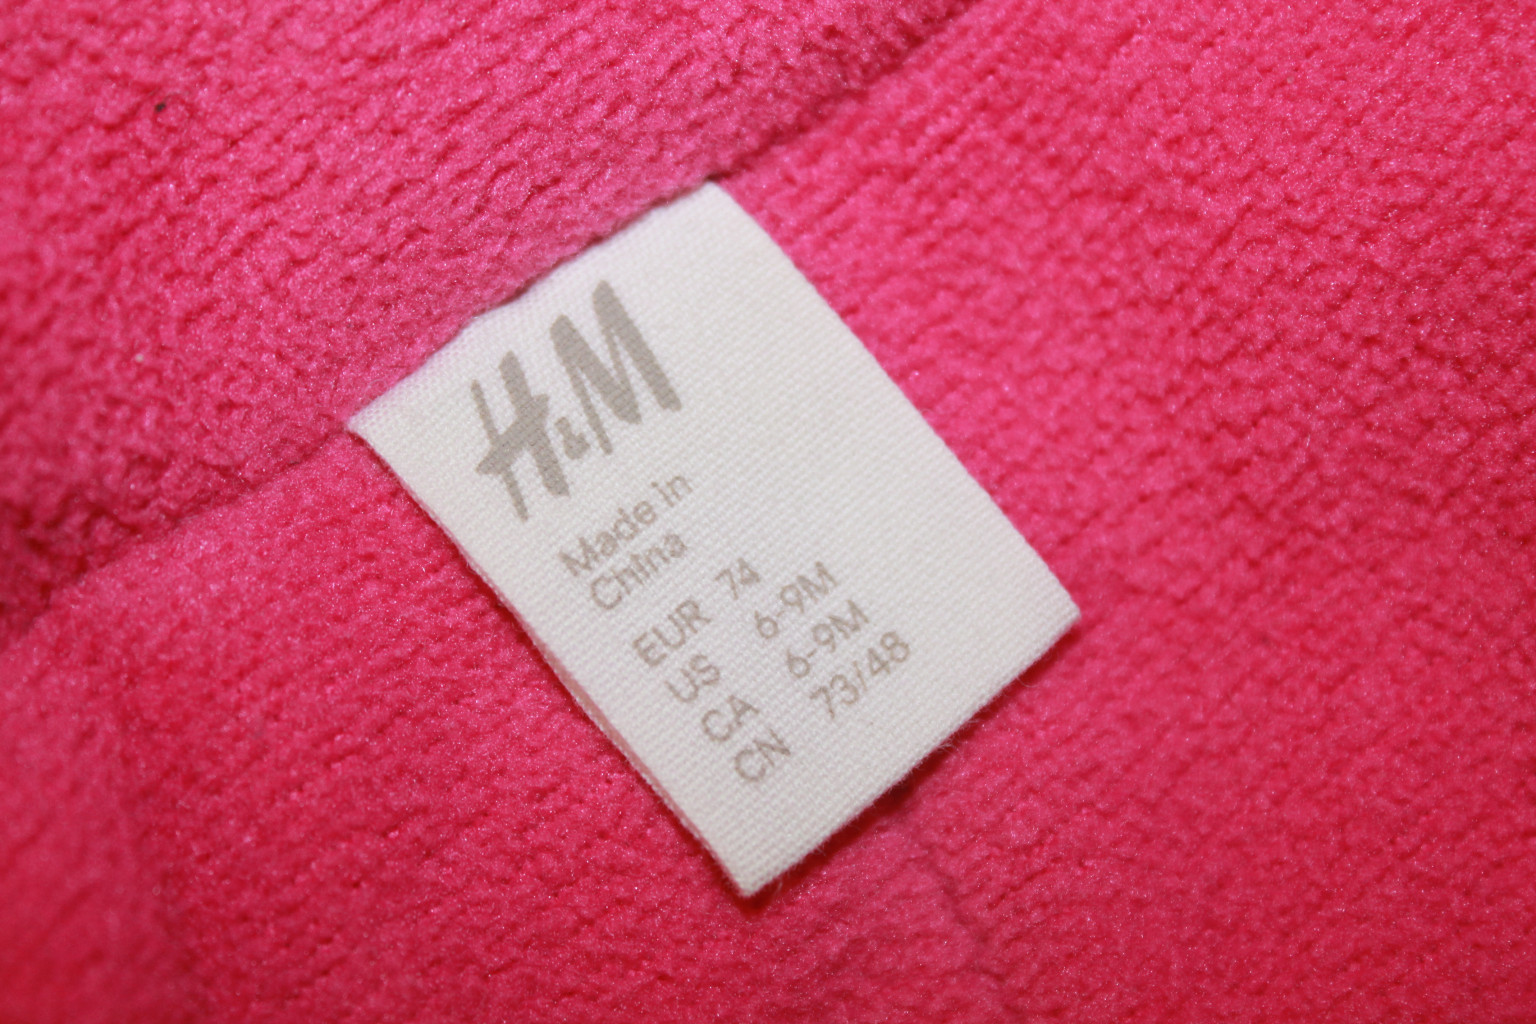 H&M
Made in
China
EUR 74
US 6-9M
CA 6-9M
CN 73/48